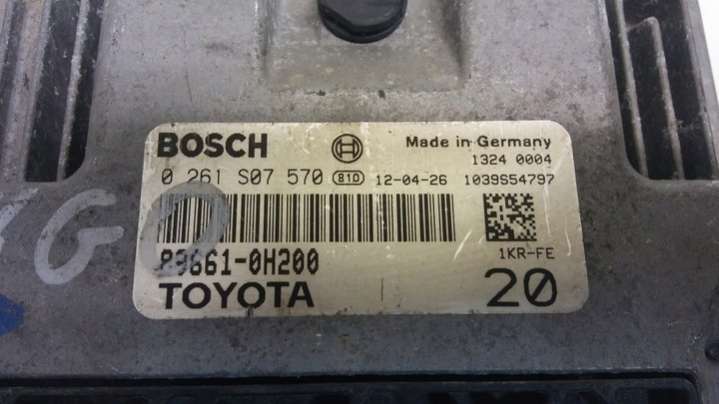 BOSCH Made in Germany
1324 0004
0 261 S07 570 810 12-04-26 1039S54797
89661-0H200 1KR-FE
TOYOTA 20
GO